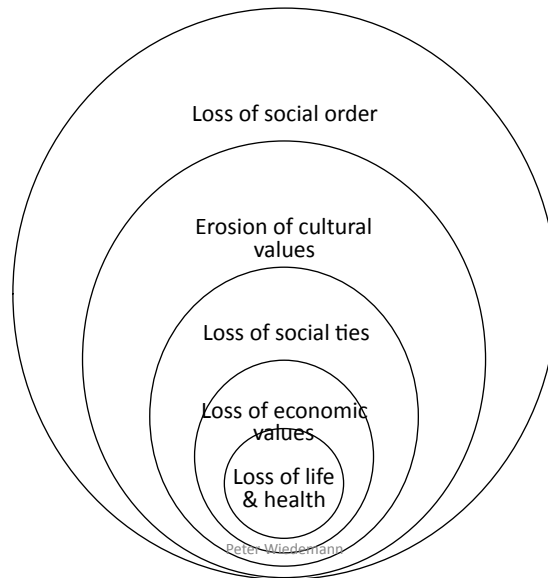 Loss of social order
Erosion of cultural
values
Loss of social ties
Loss of economic
values
Loss of life
& health
Peter Wiedemann